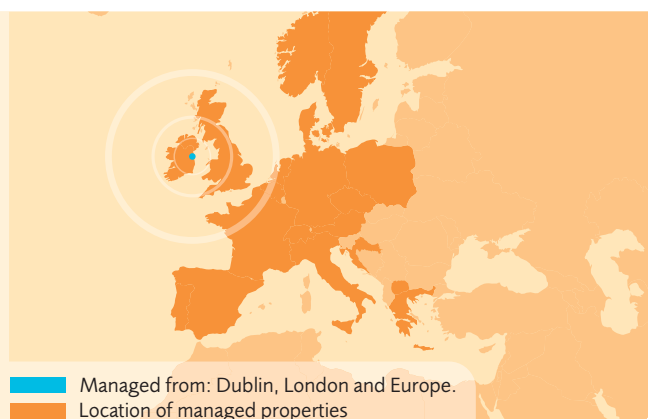 Managed from: Dublin, London and Europe.
Location of managed properties